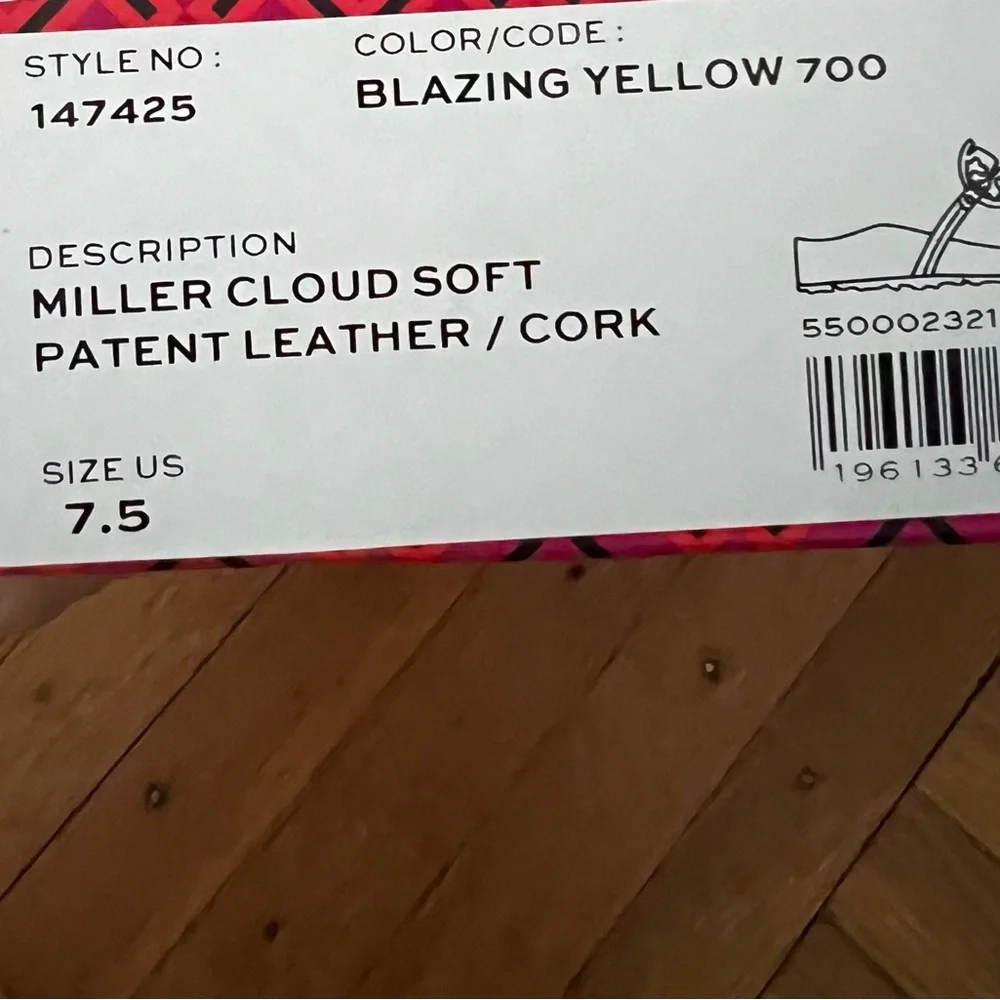 STYLE NO :
147425
COLOR/CODE :
BLAZING YELLOW 700
DESCRIPTION
MILLER CLOUD SOFT
PATENT LEATHER / CORK
SIZE US
7.5
550002321
196133